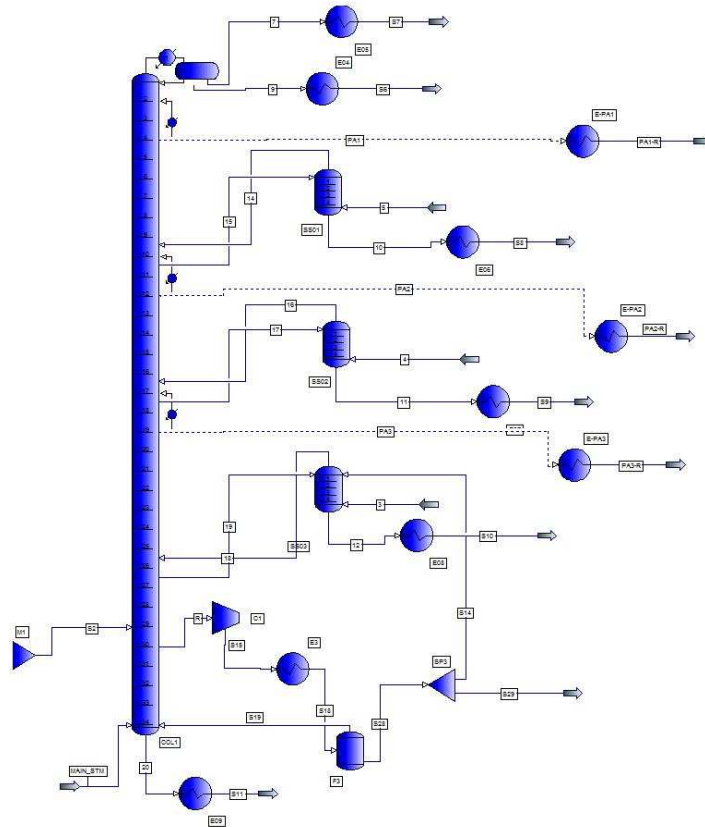 7
S7
E05
E04
9
S6
E-PA1
PA1
PA1-R
14
15
5
SS01
10
S8
E06
PA2
E-PA2
PA2-R
16
17
4
SS02
11
S9
PA3
E-PA3
PA3-R
19
3
18
SS03
12
S10
E08
S14
M1
S2
R
C1
S15
E3
SP3
S29
S18
S19
S28
COL1
F3
MAIN_STM
20
S11
E09